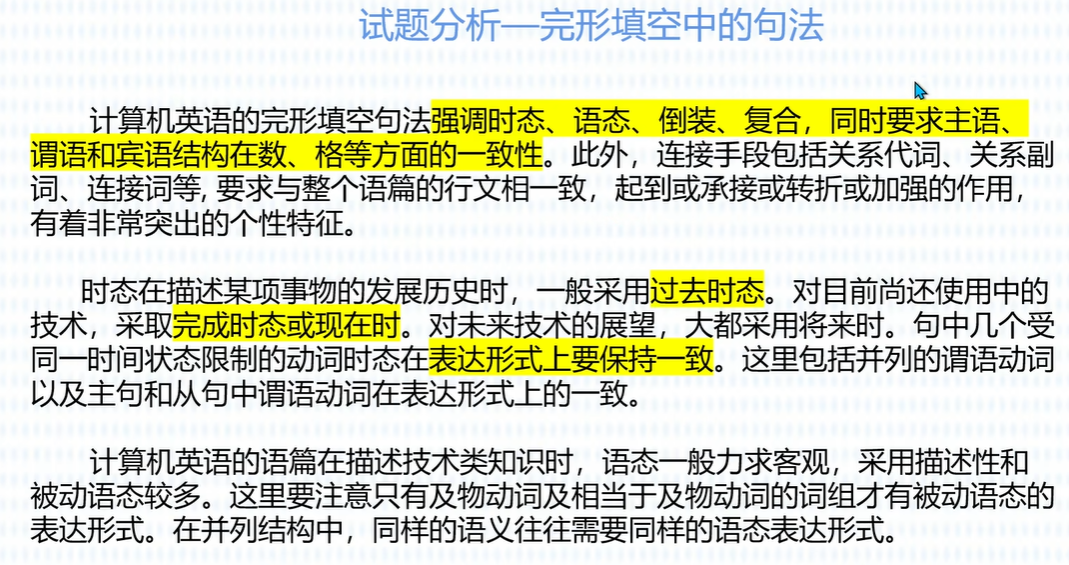 试题分析—完形填空中的句法
计算机英语的完形填空句法强调时态、语态、倒装、复合，同时要求主语、
谓语和宾语结构在数、格等方面的一致性。此外，连接手段包括关系代词、关系副
词、连接词等，要求与整个语篇的行文相一致，起到或承接或转折或加强的作用，
有着非常突出的个性特征。
时态在描述某项事物的发展历史时，一般采用过去时态。对目前尚还使用中的
技术，采取完成时态或现在时。对未来技术的展望，大都采用将来时。句中几个受
同一时间状态限制的动词时态在表达形式上要保持一致。这里包括并列的谓语动词
以及主句和从句中谓语动词在表达形式上的一致。
计算机英语的语篇在描述技术类知识时，语态一般力求客观，采用描述性和
被动语态较多。这里要注意只有及物动词及相当于及物动词的词组才有被动语态的
表达形式。在并列结构中，同样的语义往往需要同样的语态表达形式。